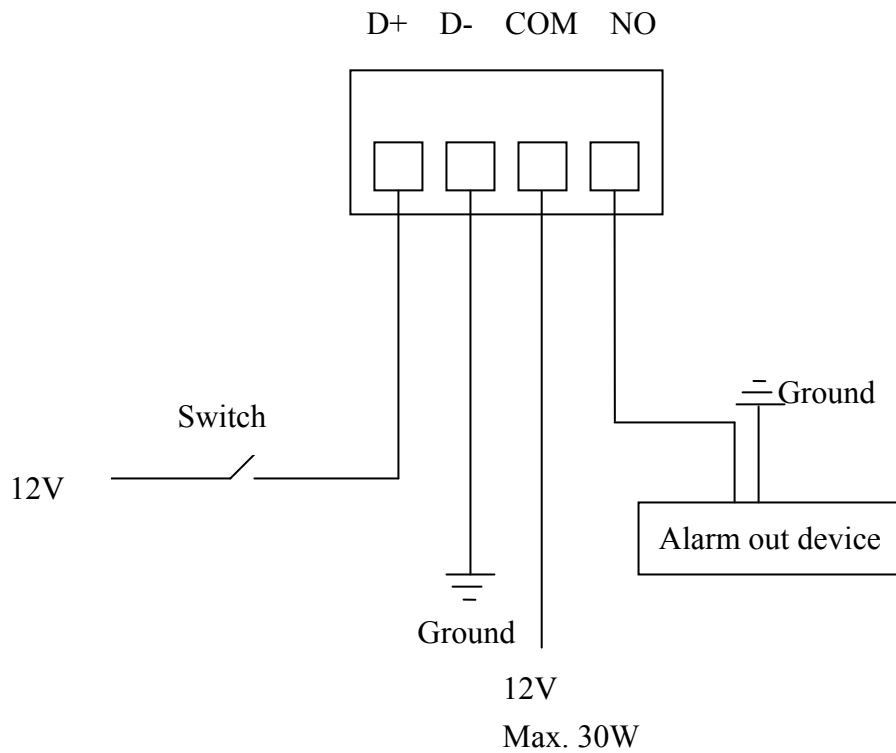 D+ D- COM NO
Ground
Switch
12V
Alarm out device
Ground
12V
Max. 30W